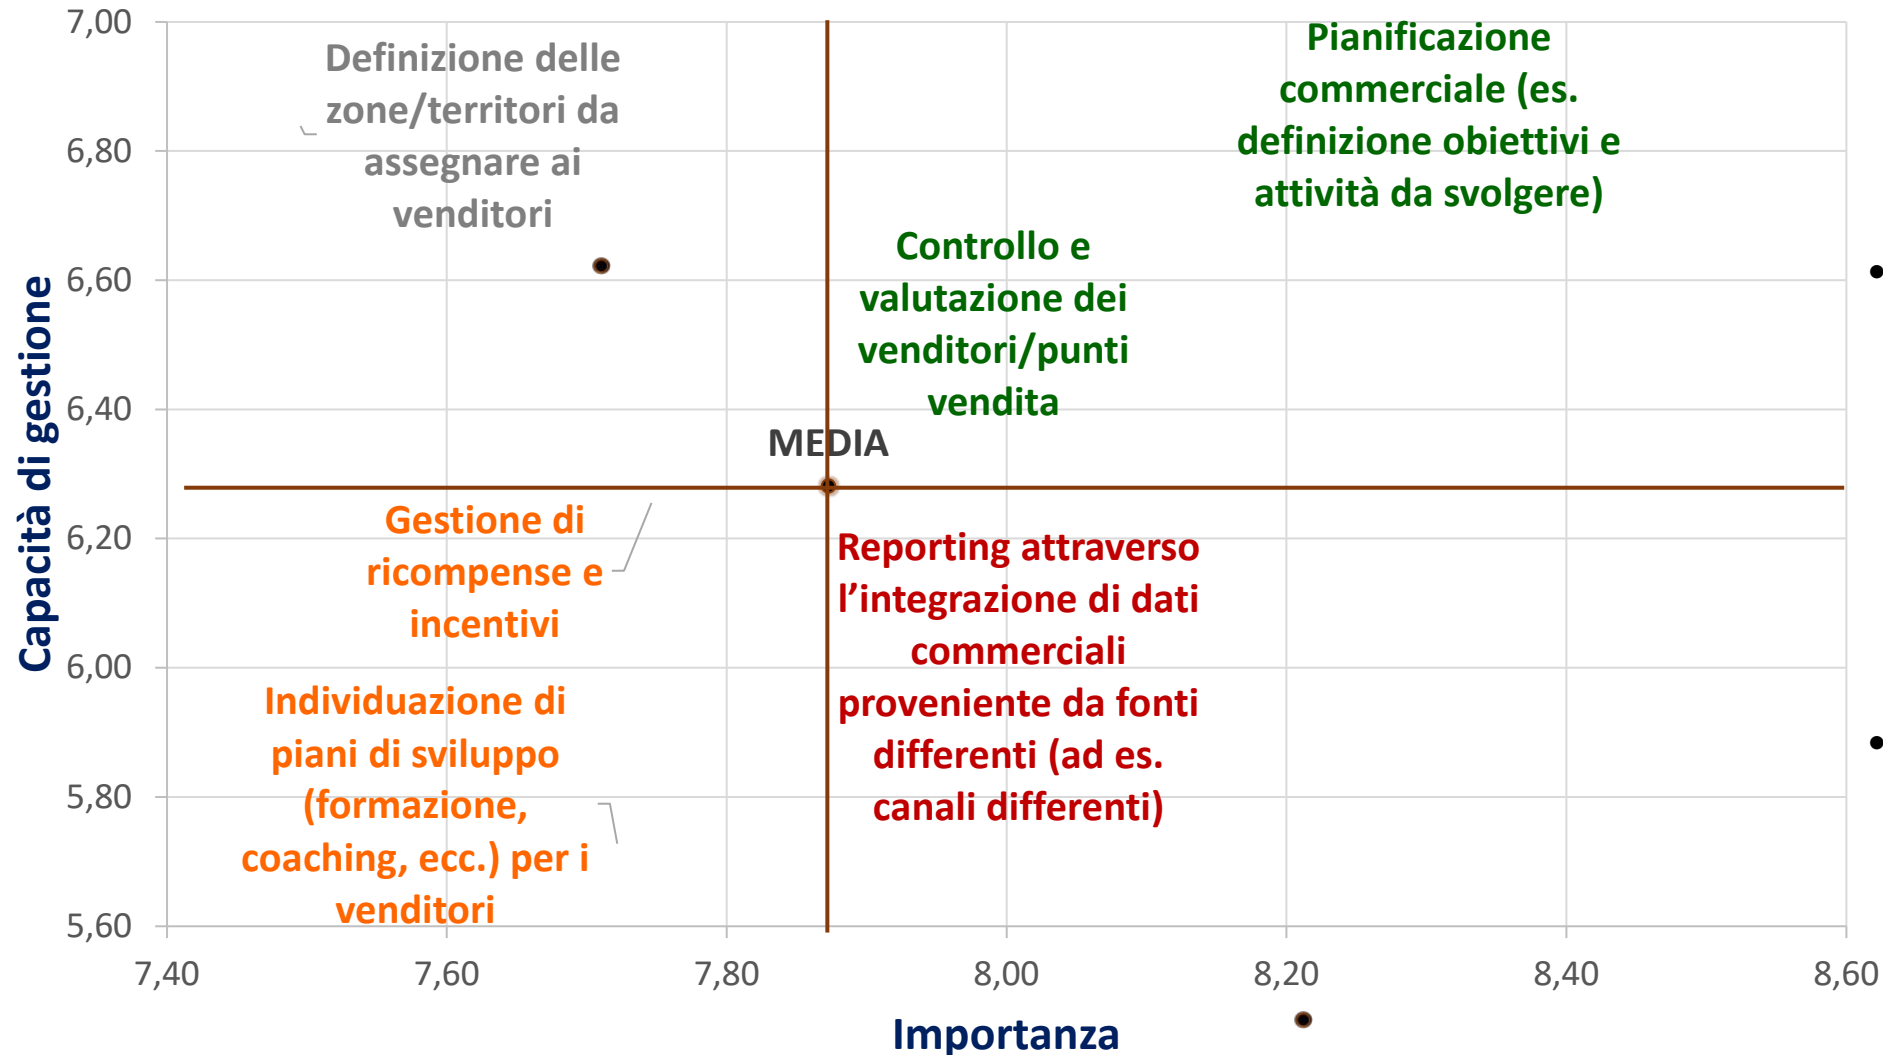 Capacità di gestione
7,00
6,80
6,60
6,40
6,20
6,00
5,80
5,60
Definizione delle
zone/territori da
assegnare ai
venditori
Pianificazione
commerciale (es.
definizione obiettivi e
attività da svolgere)
Controllo e
valutazione dei
venditori/punti
vendita
MEDIA
Gestione di
ricompense e
incentivi
Reporting attraverso
l’integrazione di dati
commerciali
proveniente da fonti
differenti (ad es.
canali differenti)
Individuazione di
piani di sviluppo
(formazione,
coaching, ecc.) per i
venditori
7,40
7,60
7,80
8,00
8,20
8,40
8,60
Importanza